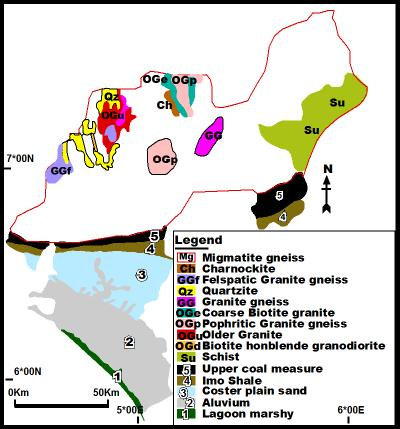 OGe OGp
Qz
Ch
OGu
Su
Su
GG
7°00N
OGp
GGf
N
5
4
5
4
3
Legend
Mg Migmatite gneiss
Ch Charnockite
GGf Felspatic Granite gneiss
Qz Quartzite
GG Granite gneiss
OGe Coarse Biotite granite
OGp Pophritic Granite gneiss
OGu Older Granite
OGd Biotite honblende granodiorite
Su Schist
5 Upper coal measure
4 Imo Shale
3 Coster plain sand
2 Aluvium
1 Lagoon marshy
2
1
6°00N
0Km 50Km
5°00E 6°00E